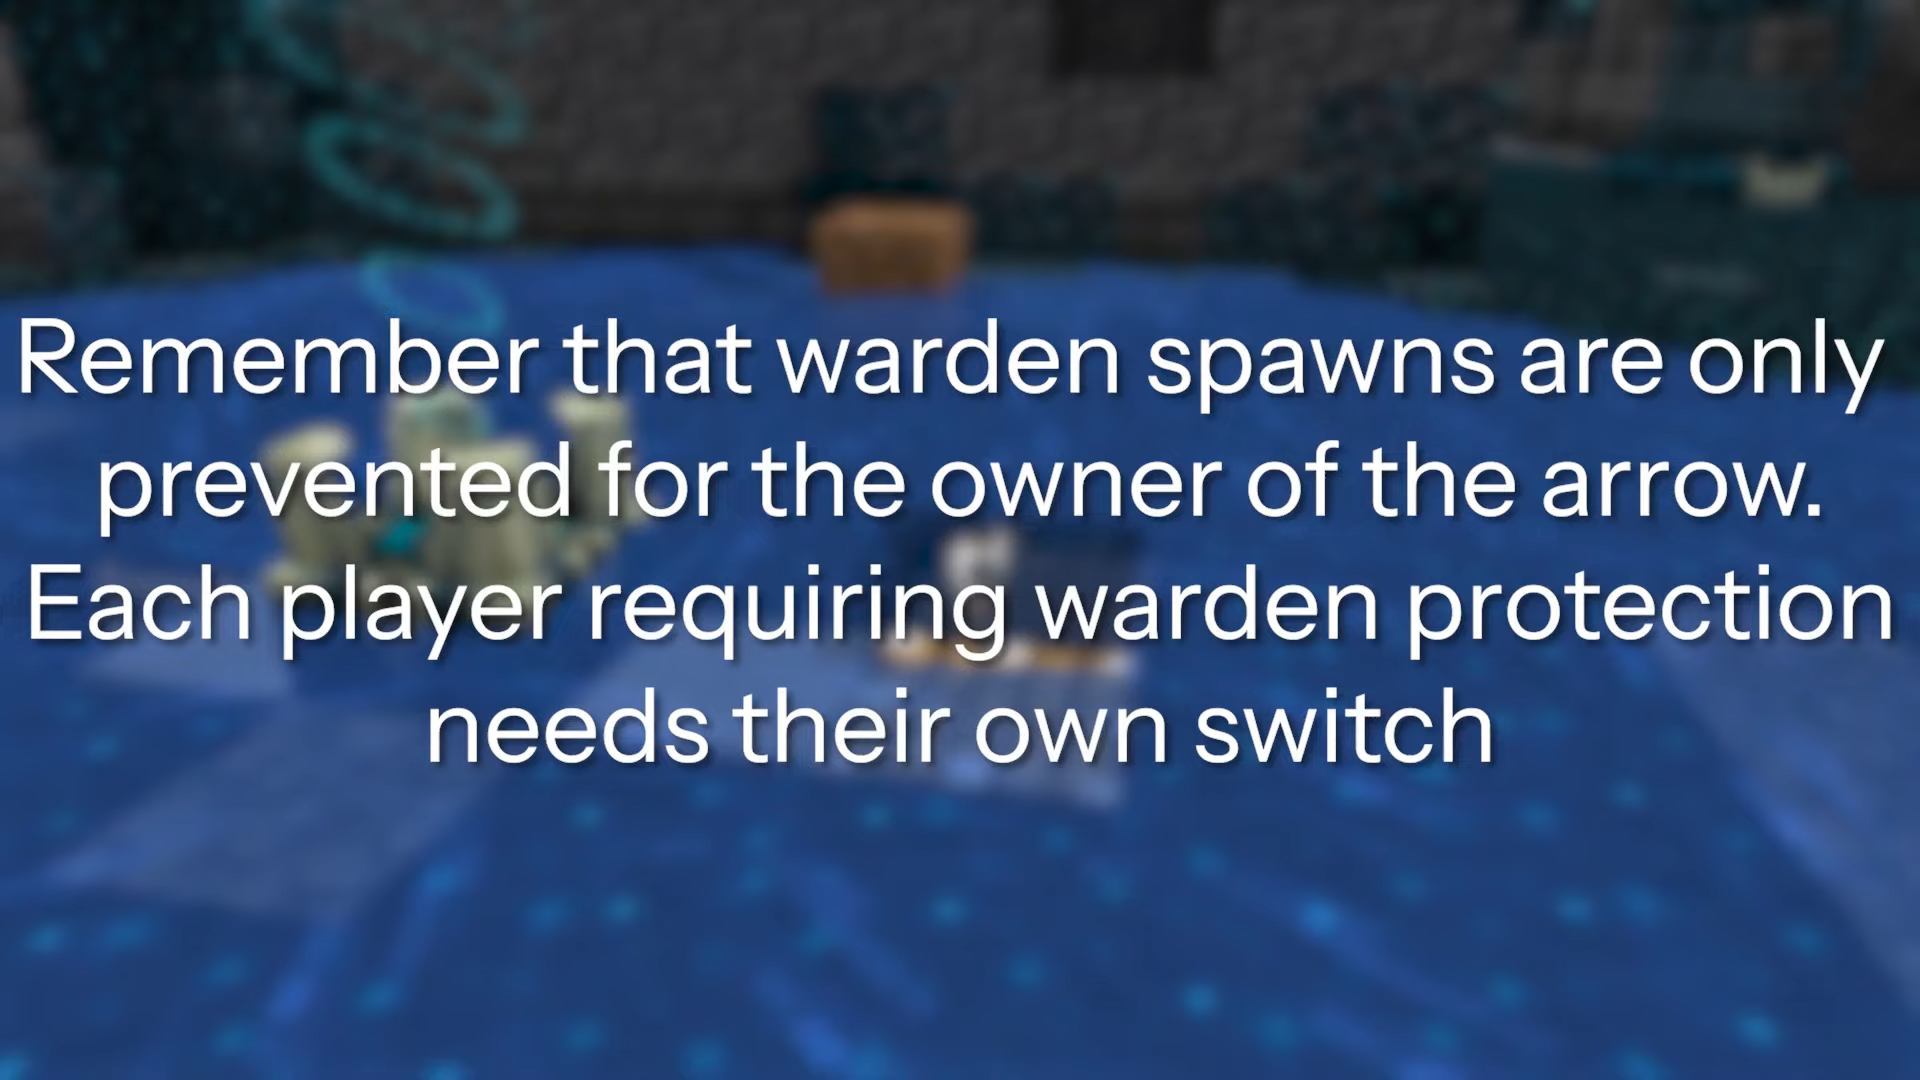 Remember that warden spawns are only
prevented for the owner of the arrow.
Each player requiring warden protection
needs their own switch